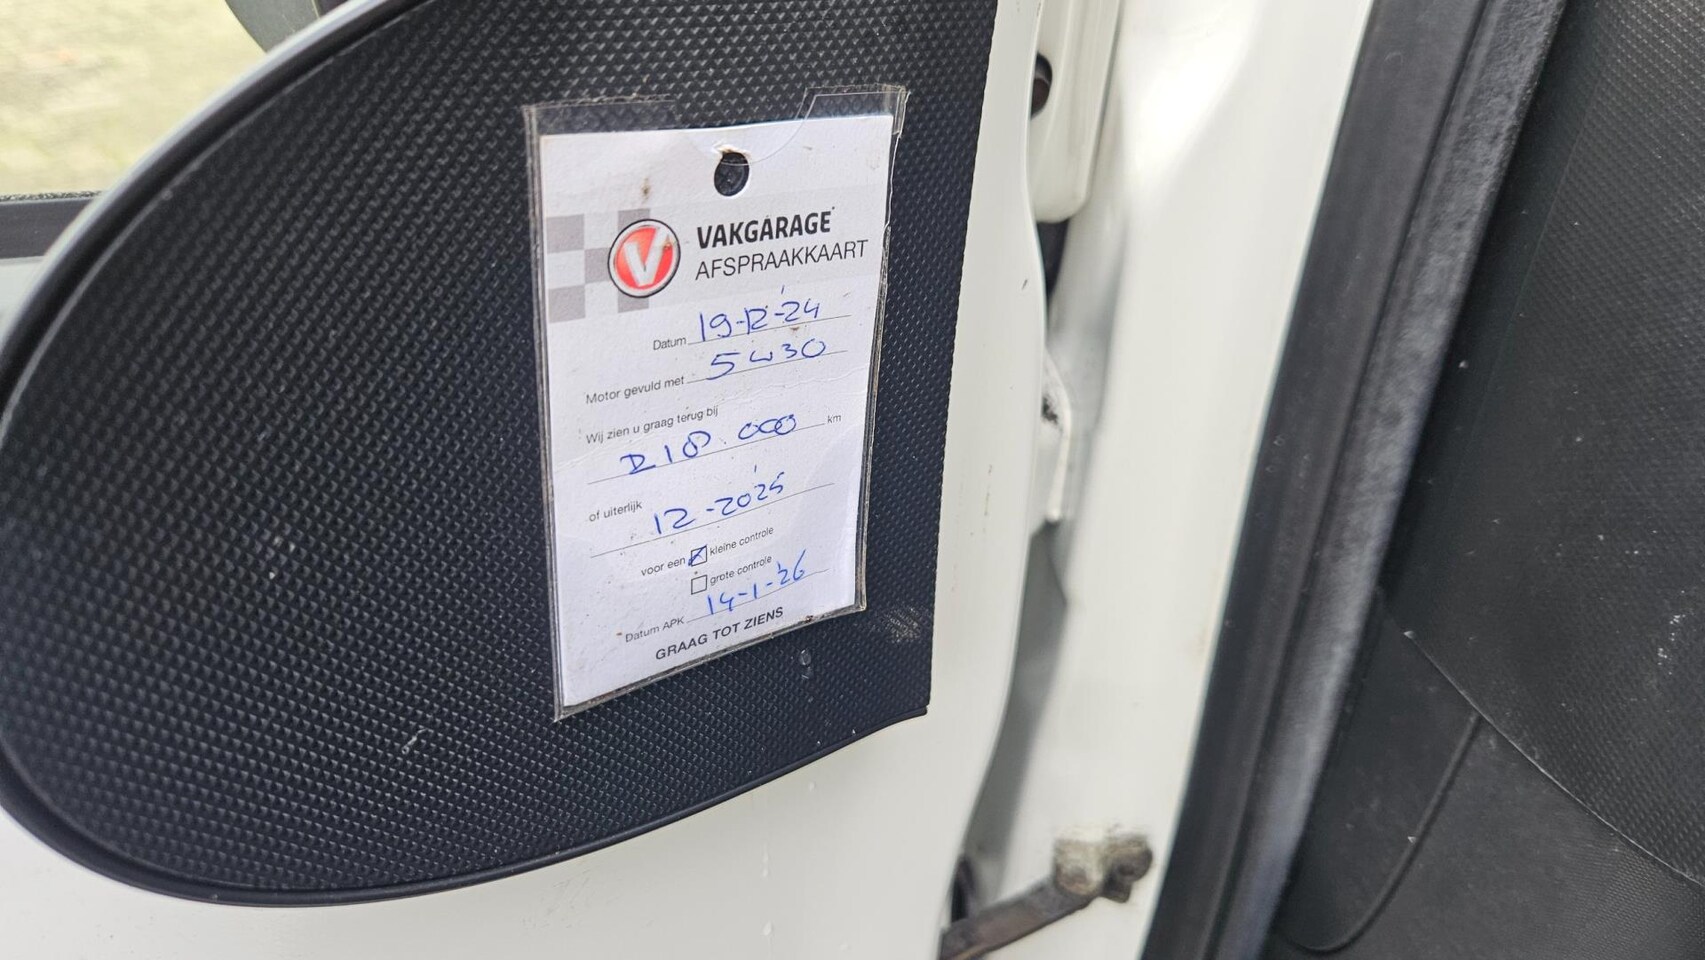 VAKGARAGE
AFSPRAAKKAART
Datum 19-12-24
Motor gevuld met 5w30
Wij zien u graag terug bij
218.000 km
of uiterlijk
12-2025
voor een kleine controle
grote controle
Datum APK 14-1-'26
GRAAG TOT ZIENS